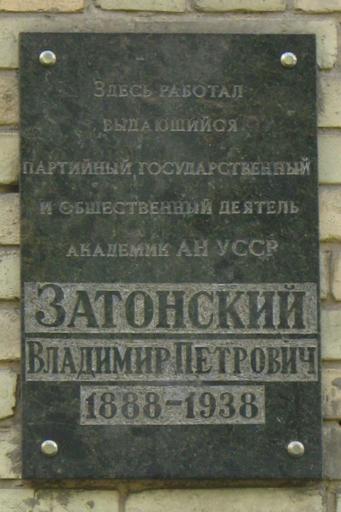 Здесь работал
выдающийся
партийный государственный
и общественный деятель
академик АН УССР
Затонский
Владимир Петрович
1888-1938